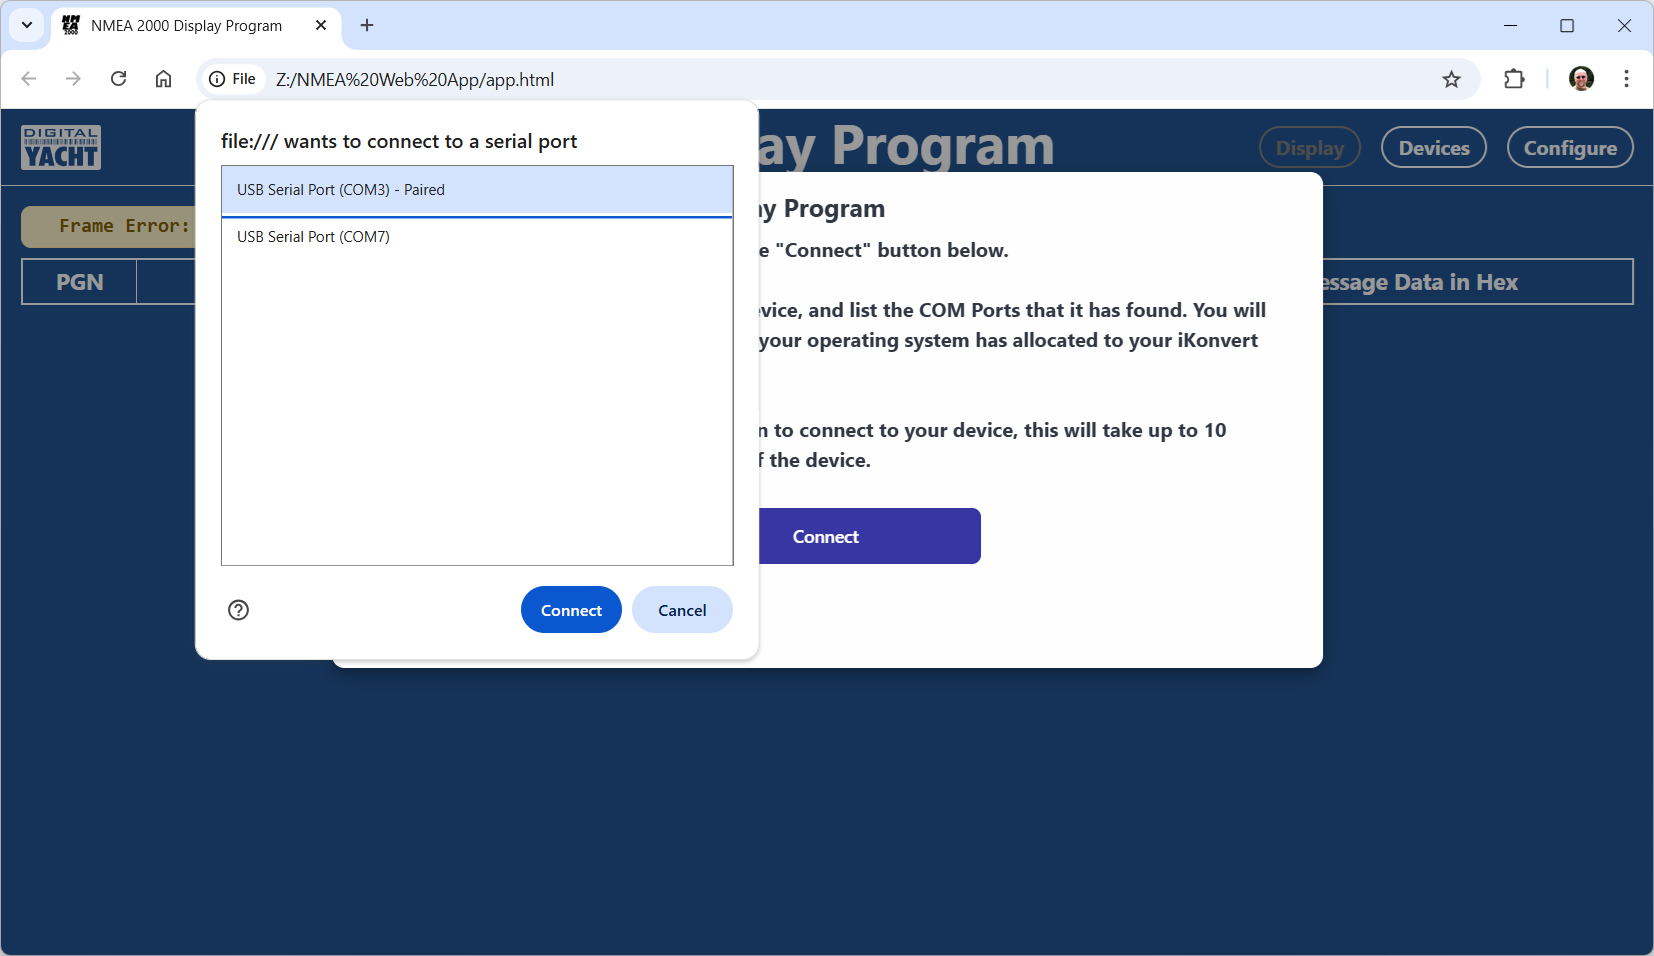 NMEA 2000 Display Program
File Z:/NMEA%20Web%20App/app.html
DIGITAL
YACHT
ay Program
Display
Devices
Configure
file:/// wants to connect to a serial port
USB Serial Port (COM3) - Paired
USB Serial Port (COM7)
Connect
Cancel
Frame Error:
PGN
essage Data in Hex
ay Program
e "Connect" button below.
evice, and list the COM Ports that it has found. You will
your operating system has allocated to your iKonvert
n to connect to your device, this will take up to 10
f the device.
Connect